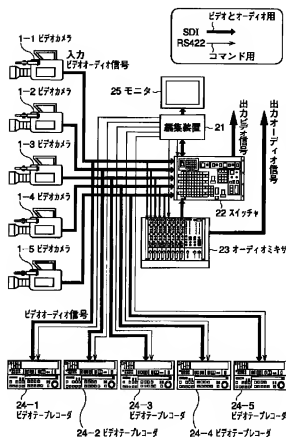 ビデオとオーディオ用
SDI
RS422
コマンド用
1-1 ビデオカメラ
入力
ビデオオーディオ信号
1-2 ビデオカメラ
1-3 ビデオカメラ
1-4 ビデオカメラ
1-5 ビデオカメラ
25 モニタ
編集装置
21
出力ビデオ信号
出力オーディオ信号
22 スイッチャ
23 オーディオミキサ
ビデオオーディオ信号
24-1
ビデオテープレコーダ
24-2 ビデオテープレコーダ
24-3
ビデオテープレコーダ
24-4 ビデオテープレコーダ
24-5
ビデオテープレコーダ